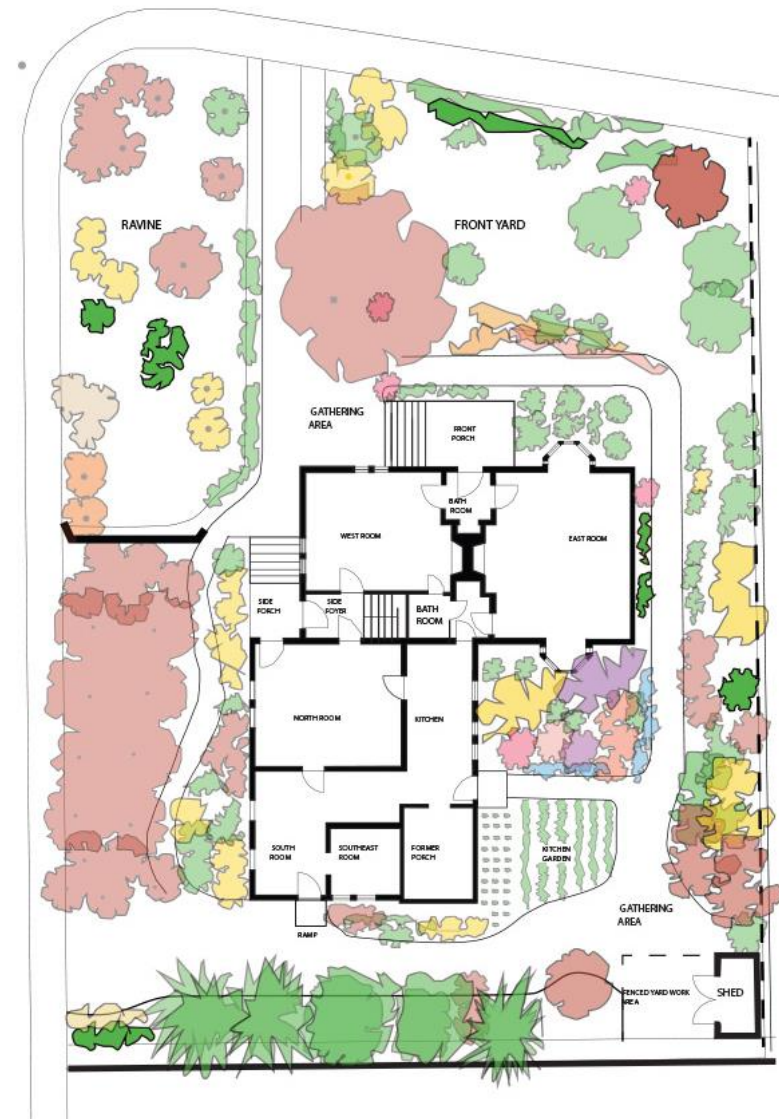 RAVINE
FRONT YARD
GATHERING
AREA
FRONT
PORCH
BATH
ROOM
WEST ROOM
EAST ROOM
SIDE
PORCH
SIDE
FOYER
BATH
ROOM
NORTH ROOM
KITCHEN
SOUTH
ROOM
SOUTHEAST
ROOM
FORMER
PORCH
KITCHEN
GARDEN
GATHERING
AREA
RAMP
FENCED YARD WORK
AREA
SHED